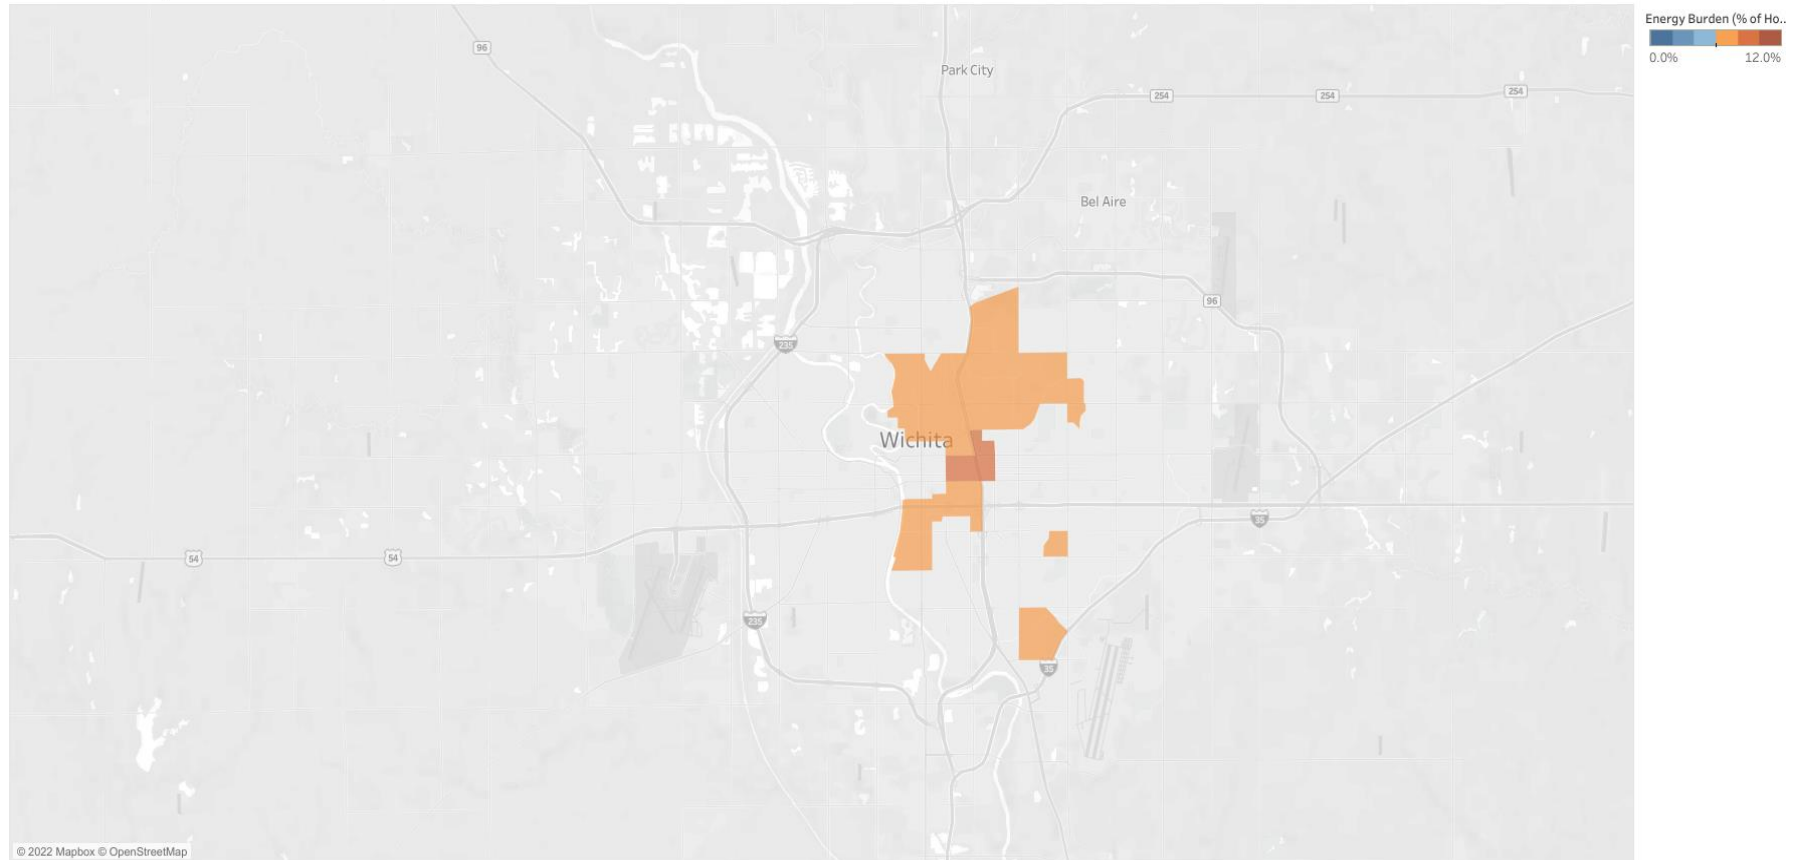 Energy Burden (% of Ho..
0.0% 12.0%
96
Park City
254
254
254
Bel Aire
96
235
Wichita
54
54
35
235
35
© 2022 Mapbox © OpenStreetMap